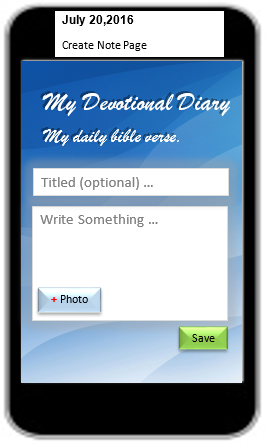 July 20,2016
Create Note Page
My Devotional Diary
My daily bible verse.
Titled (optional) ...
Write Something ...
+ Photo
Save